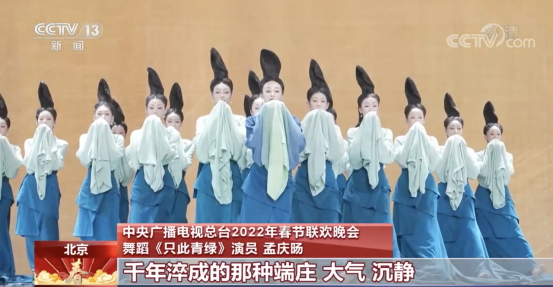 CCTV 13
新闻
CCTV.com
中央广播电视总台2022年春节联欢晚会
舞蹈《只此青绿》演员 孟庆旸
北京
春
千年淬成的那种端庄 大气 沉静